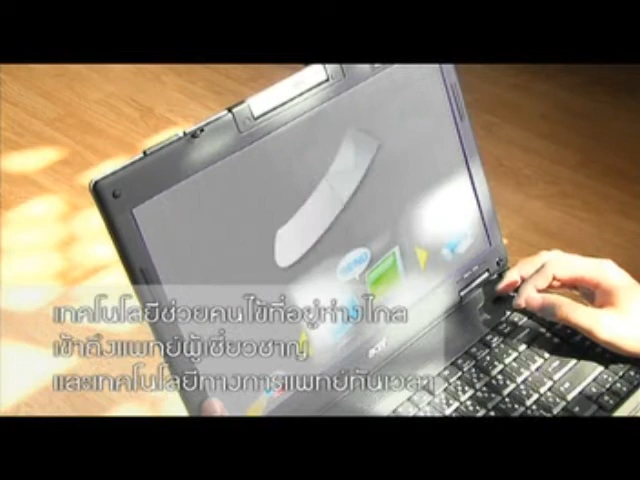 SEND
เทคโนโลยีช่วยคนไข้ที่อยู่ห่างไกล
เข้าถึงแพทย์ผู้เชี่ยวชาญ
และเทคโนโลยีทางการแพทย์ทันเวลา
acer